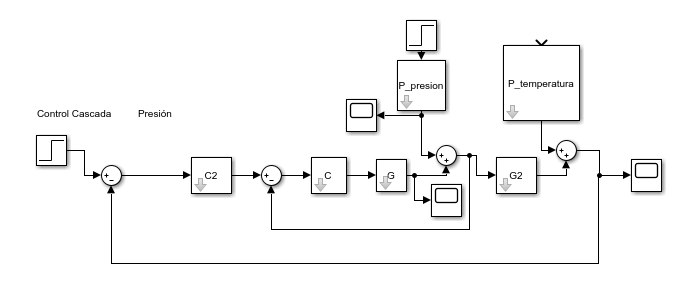 P_presion
P_temperatura
Control Cascada
Presión
C2
C
G
G2